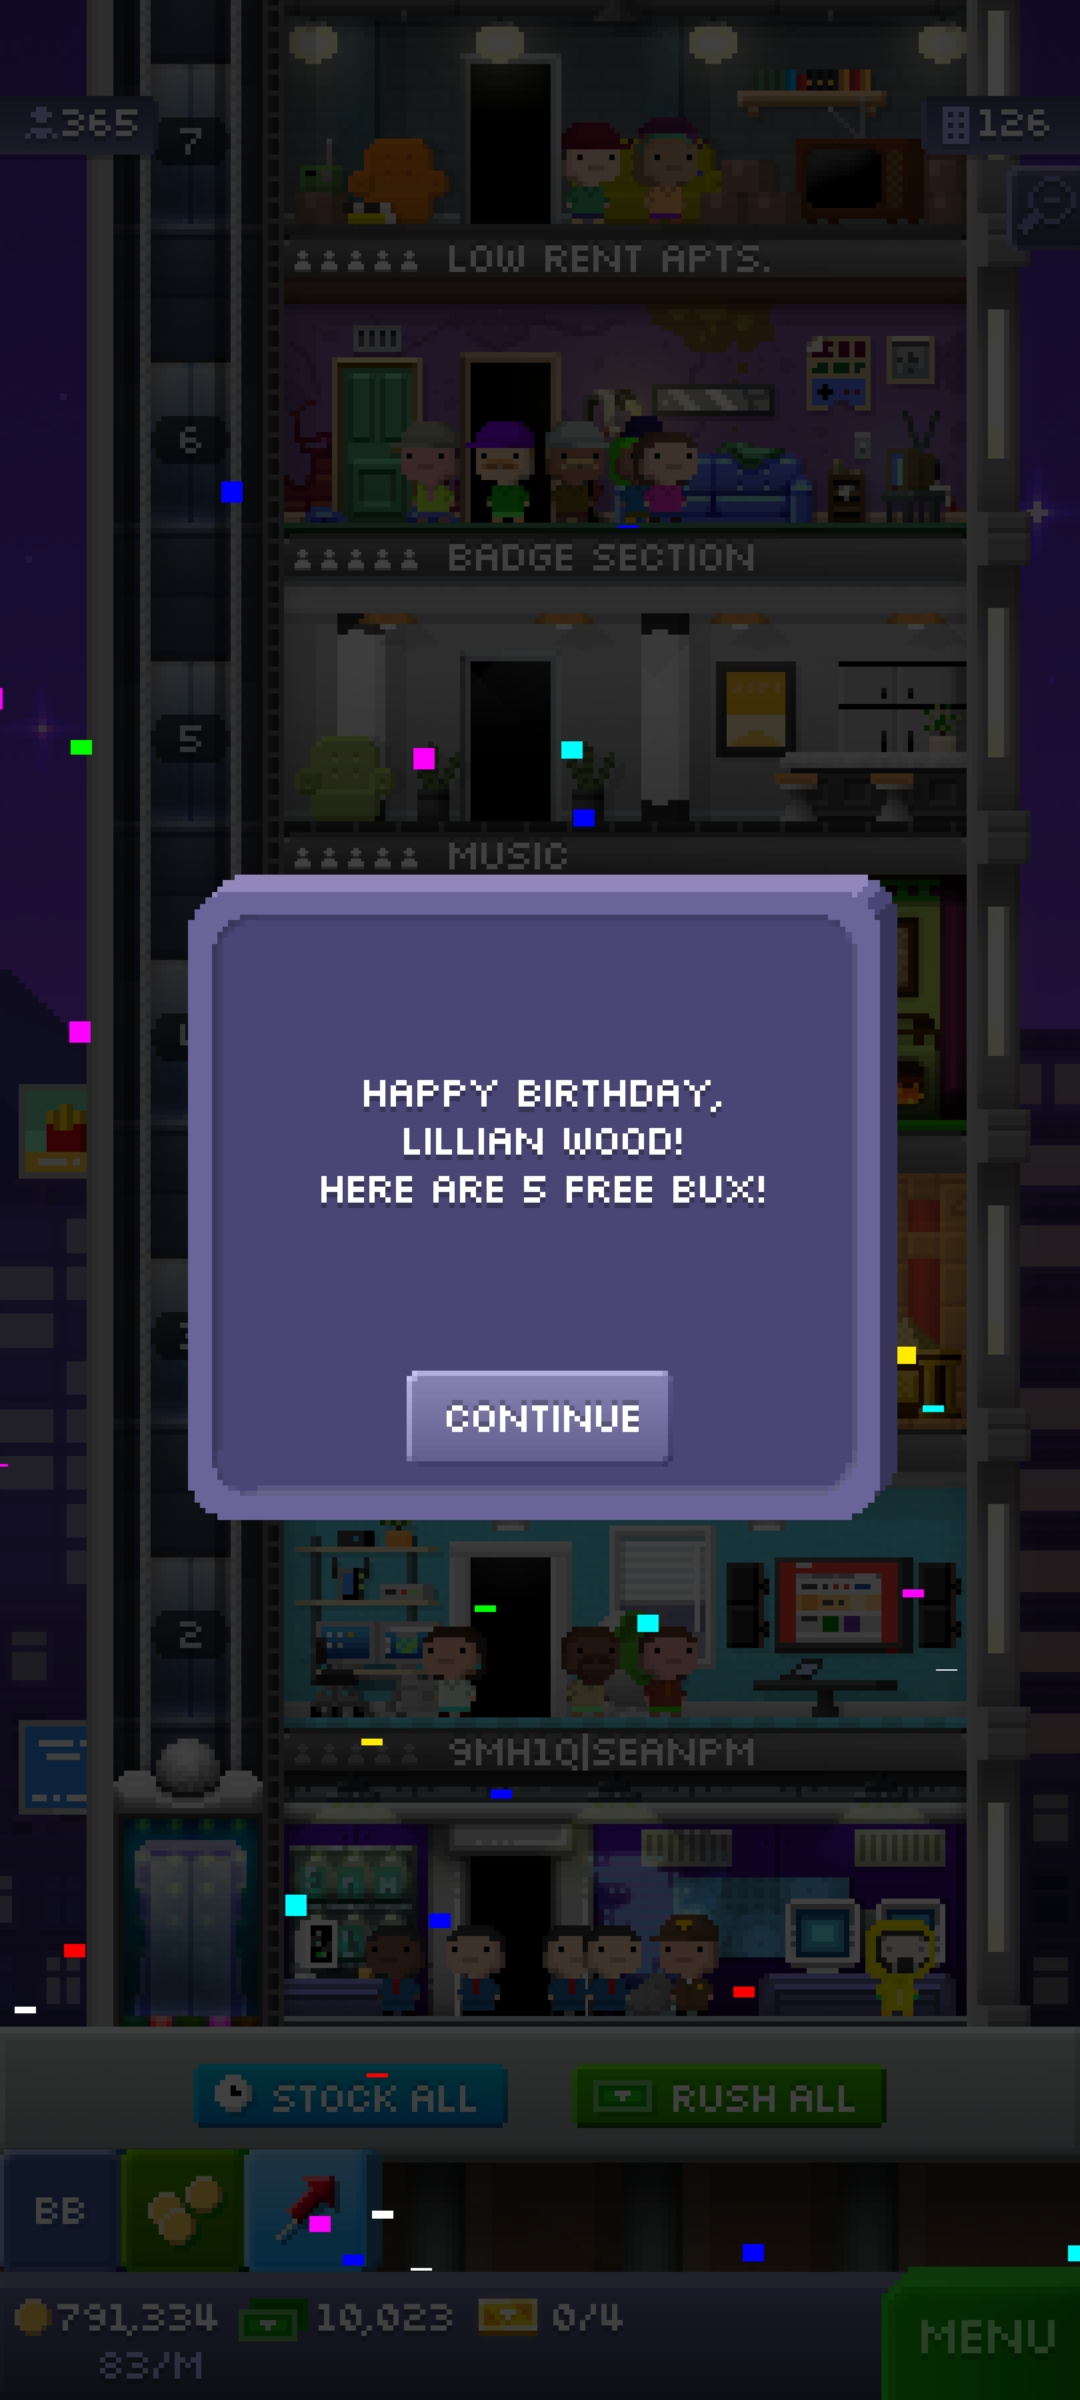 365
7
126
LOW RENT APTS.
6
BADGE SECTION
5
MUSIC
HAPPY BIRTHDAY,
LILLIAN WOOD!
HERE ARE 5 FREE BUX!
CONTINUE
2
9MH1Q|SEANPM
STOCK ALL
RUSH ALL
BB
791,334
10,023
0/4
83/M
MENU